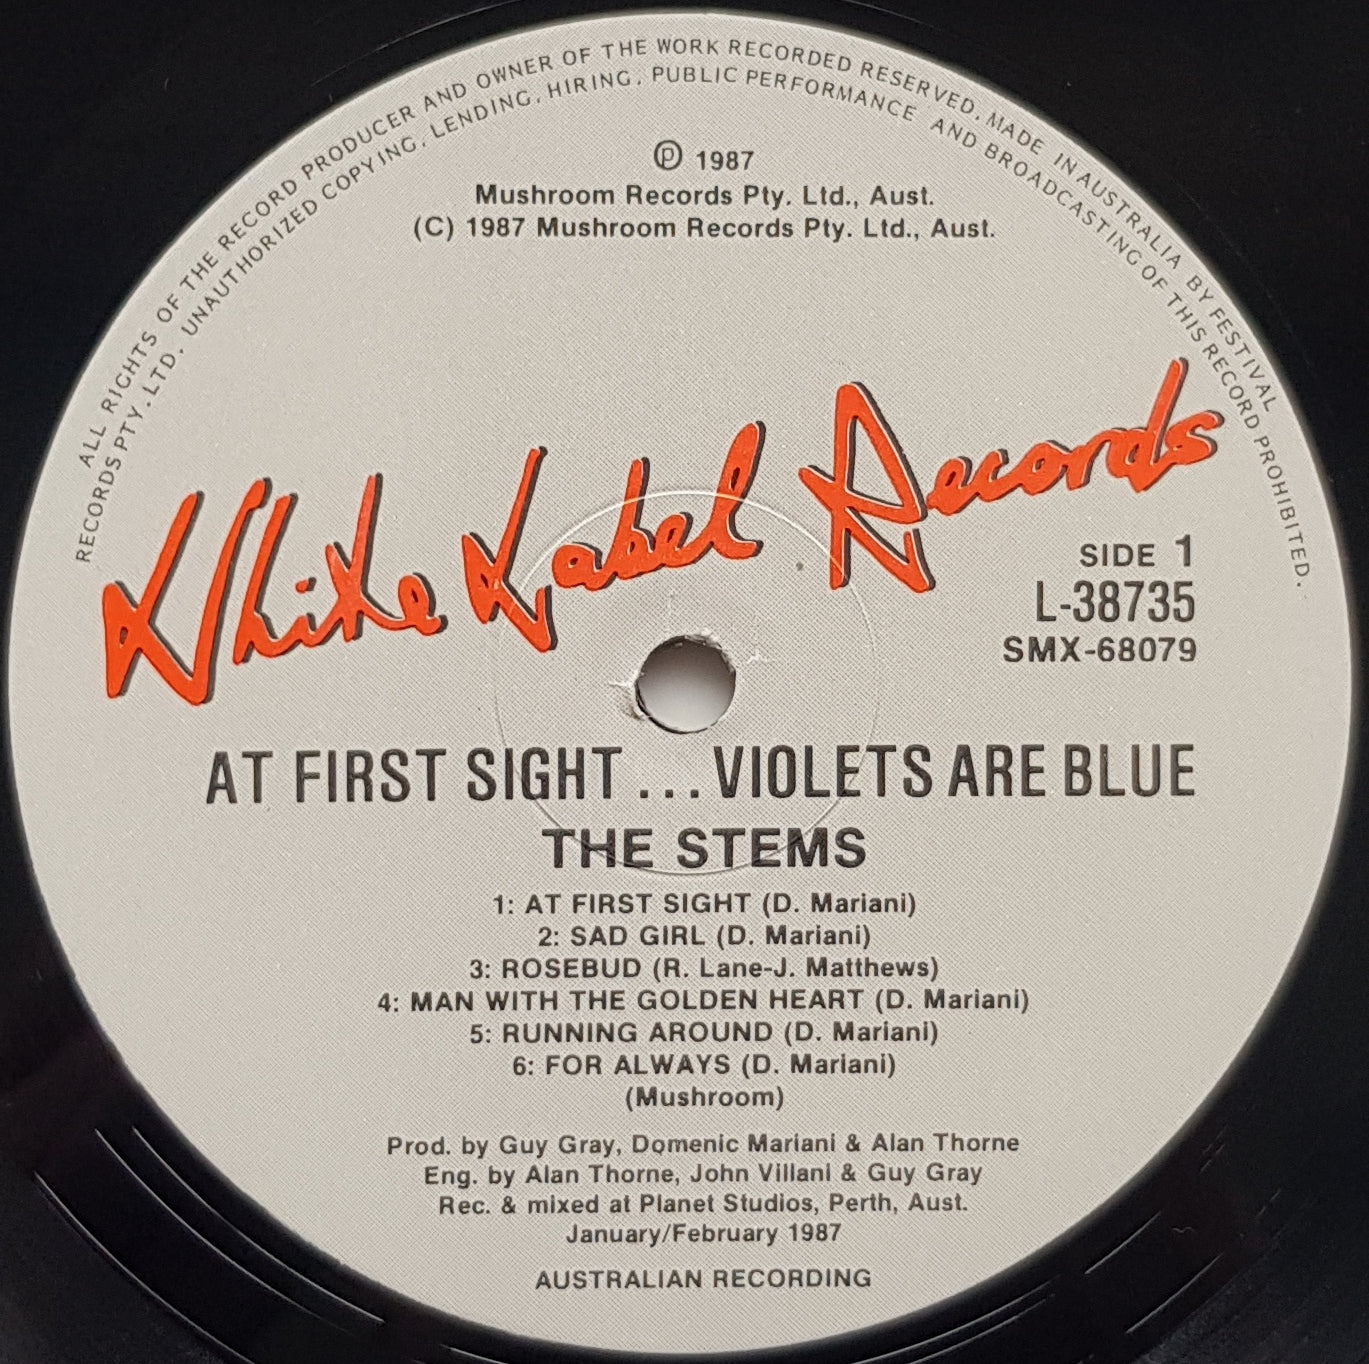 ALL RIGHTS OF THE RECORD PRODUCER AND OWNER OF THE WORK RECORDED RESERVED. MADE IN AUSTRALIA BY FESTIVAL
RECORDS PTY. LTD. UNAUTHORIZED COPYING, LENDING, HIRING, PUBLIC PERFORMANCE AND BROADCASTING OF THIS RECORD PROHIBITED.
℗ 1987
Mushroom Records Pty. Ltd., Aust.
(C) 1987 Mushroom Records Pty. Ltd., Aust.
White Label Records
SIDE 1
L-38735
SMX-68079
AT FIRST SIGHT...VIOLETS ARE BLUE
THE STEMS
1: AT FIRST SIGHT (D. Mariani)
2: SAD GIRL (D. Mariani)
3: ROSEBUD (R. Lane-J. Matthews)
4: MAN WITH THE GOLDEN HEART (D. Mariani)
5: RUNNING AROUND (D. Mariani)
6: FOR ALWAYS (D. Mariani)
(Mushroom)
Prod. by Guy Gray, Domenic Mariani & Alan Thorne
Eng. by Alan Thorne, John Villani & Guy Gray
Rec. & mixed at Planet Studios, Perth, Aust.
January/February 1987
AUSTRALIAN RECORDING